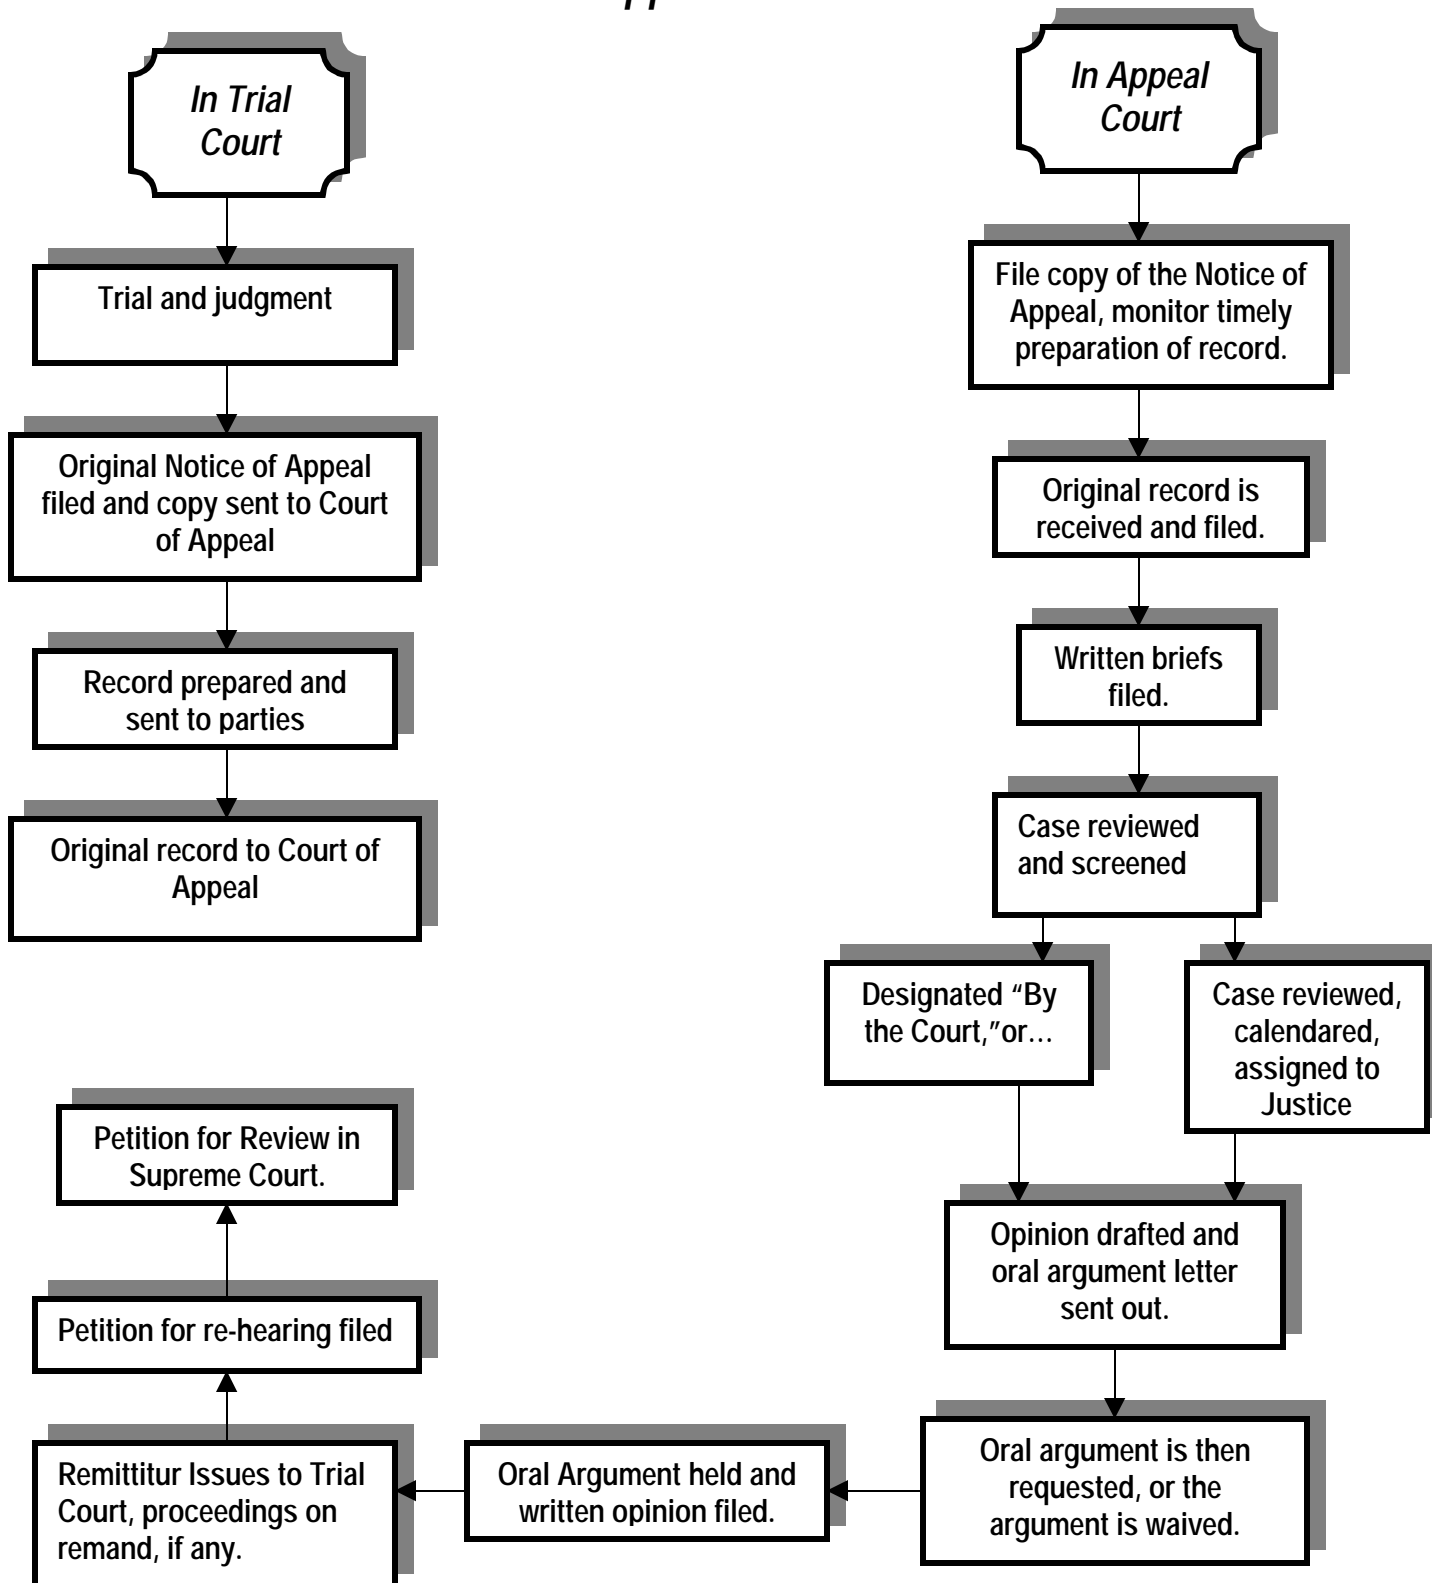 In Trial
Court
Trial and judgment
Original Notice of Appeal
filed and copy sent to Court
of Appeal
Record prepared and
sent to parties
Original record to Court of
Appeal
In Appeal
Court
File copy of the Notice of
Appeal, monitor timely
preparation of record.
Original record is
received and filed.
Written briefs
filed.
Case reviewed
and screened
Designated “By
the Court,”or…
Case reviewed,
calendared,
assigned to
Justice
Opinion drafted and
oral argument letter
sent out.
Oral argument is then
requested, or the
argument is waived.
Oral Argument held and
written opinion filed.
Remittitur Issues to Trial
Court, proceedings on
remand, if any.
Petition for re-hearing filed
Petition for Review in
Supreme Court.